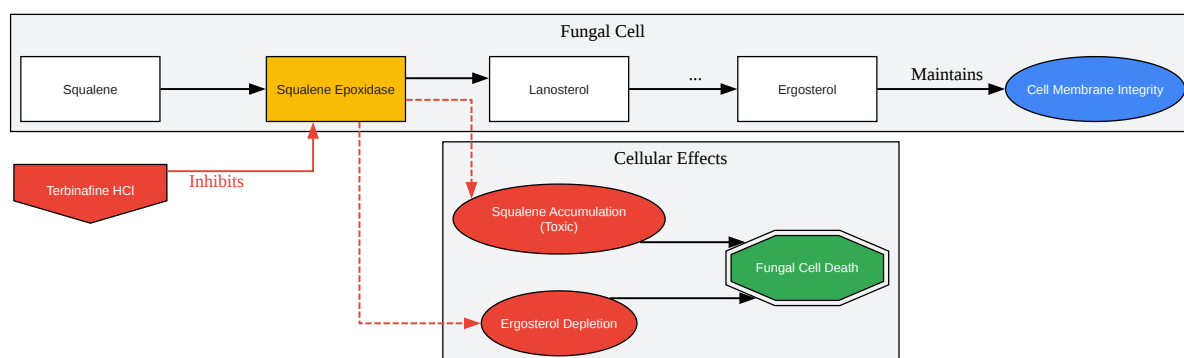 Fungal Cell
Squalene
Squalene Epoxidase
Lanosterol
...
Ergosterol
Maintains
Cell Membrane Integrity
Terbinafine HCl
Inhibits
Cellular Effects
Squalene Accumulation
(Toxic)
Fungal Cell Death
Ergosterol Depletion